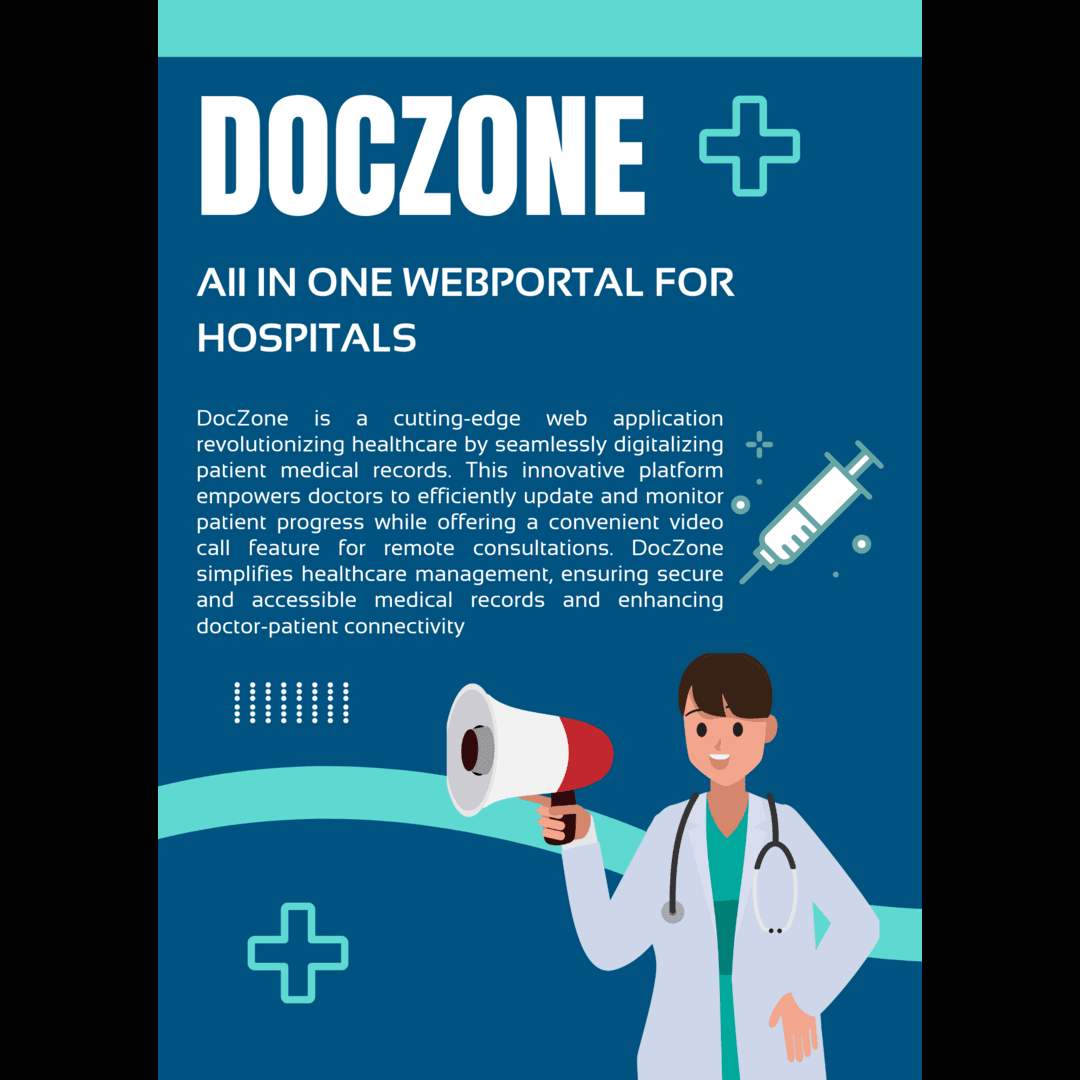 DOCZONE
All IN ONE WEBPORTAL FOR
HOSPITALS
DocZone is a cutting-edge web application
revolutionizing healthcare by seamlessly digitalizing
patient medical records. This innovative platform
empowers doctors to efficiently update and monitor
patient progress while offering a convenient video
call feature for remote consultations. DocZone
simplifies healthcare management, ensuring secure
and accessible medical records and enhancing
doctor-patient connectivity